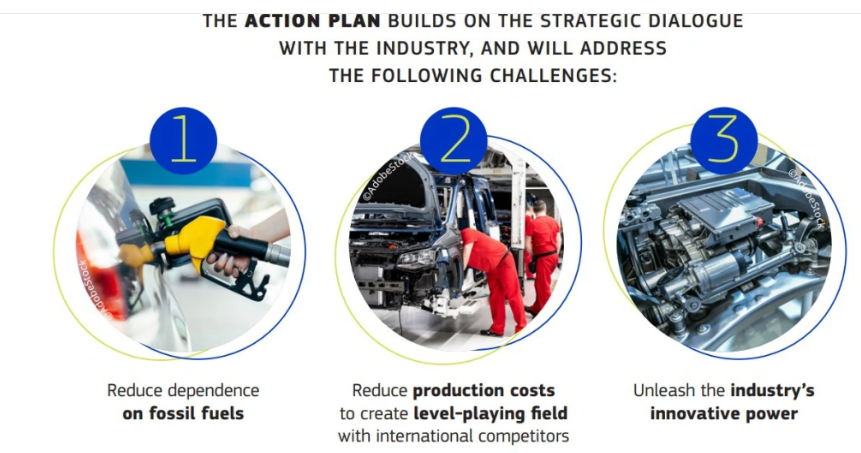 THE ACTION PLAN BUILDS ON THE STRATEGIC DIALOGUE
WITH THE INDUSTRY, AND WILL ADDRESS
THE FOLLOWING CHALLENGES:
1
2
3
©AdobeStock
©AdobeStock
©AdobeStock
Reduce dependence
on fossil fuels
Reduce production costs
to create level-playing field
with international competitors
Unleash the industry's
innovative power